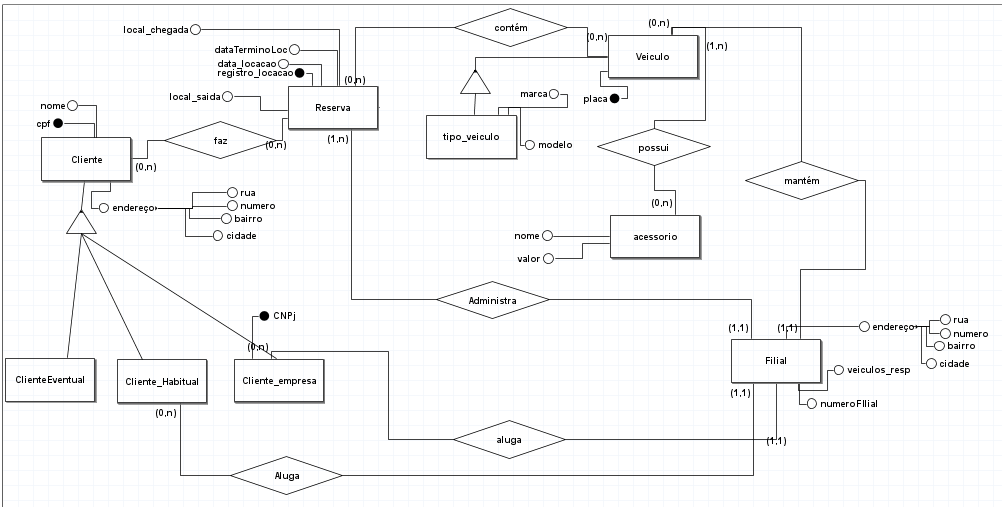 local_chegada
(0,n)
contém
(0,n)
Veiculo
(1,n)
dataTerminoLoc
data_locacao
registro_locacao
(0,n)
local_saida
Reserva
marca
placa
nome
cpf
(1,n)
tipo_veiculo
modelo
faz
(0,n)
possui
Cliente
(0,n)
mantém
endereço
rua
numero
bairro
cidade
(0,n)
nome
acessorio
valor
Administra
CNPj
(1,1)
(1,1)
endereço
rua
numero
bairro
cidade
(0,n)
Filial
veiculos_resp
ClienteEventual
Cliente_Habitual
Cliente_empresa
(1,1)
numeroFIlial
(0,n)
aluga
(1,1)
Aluga